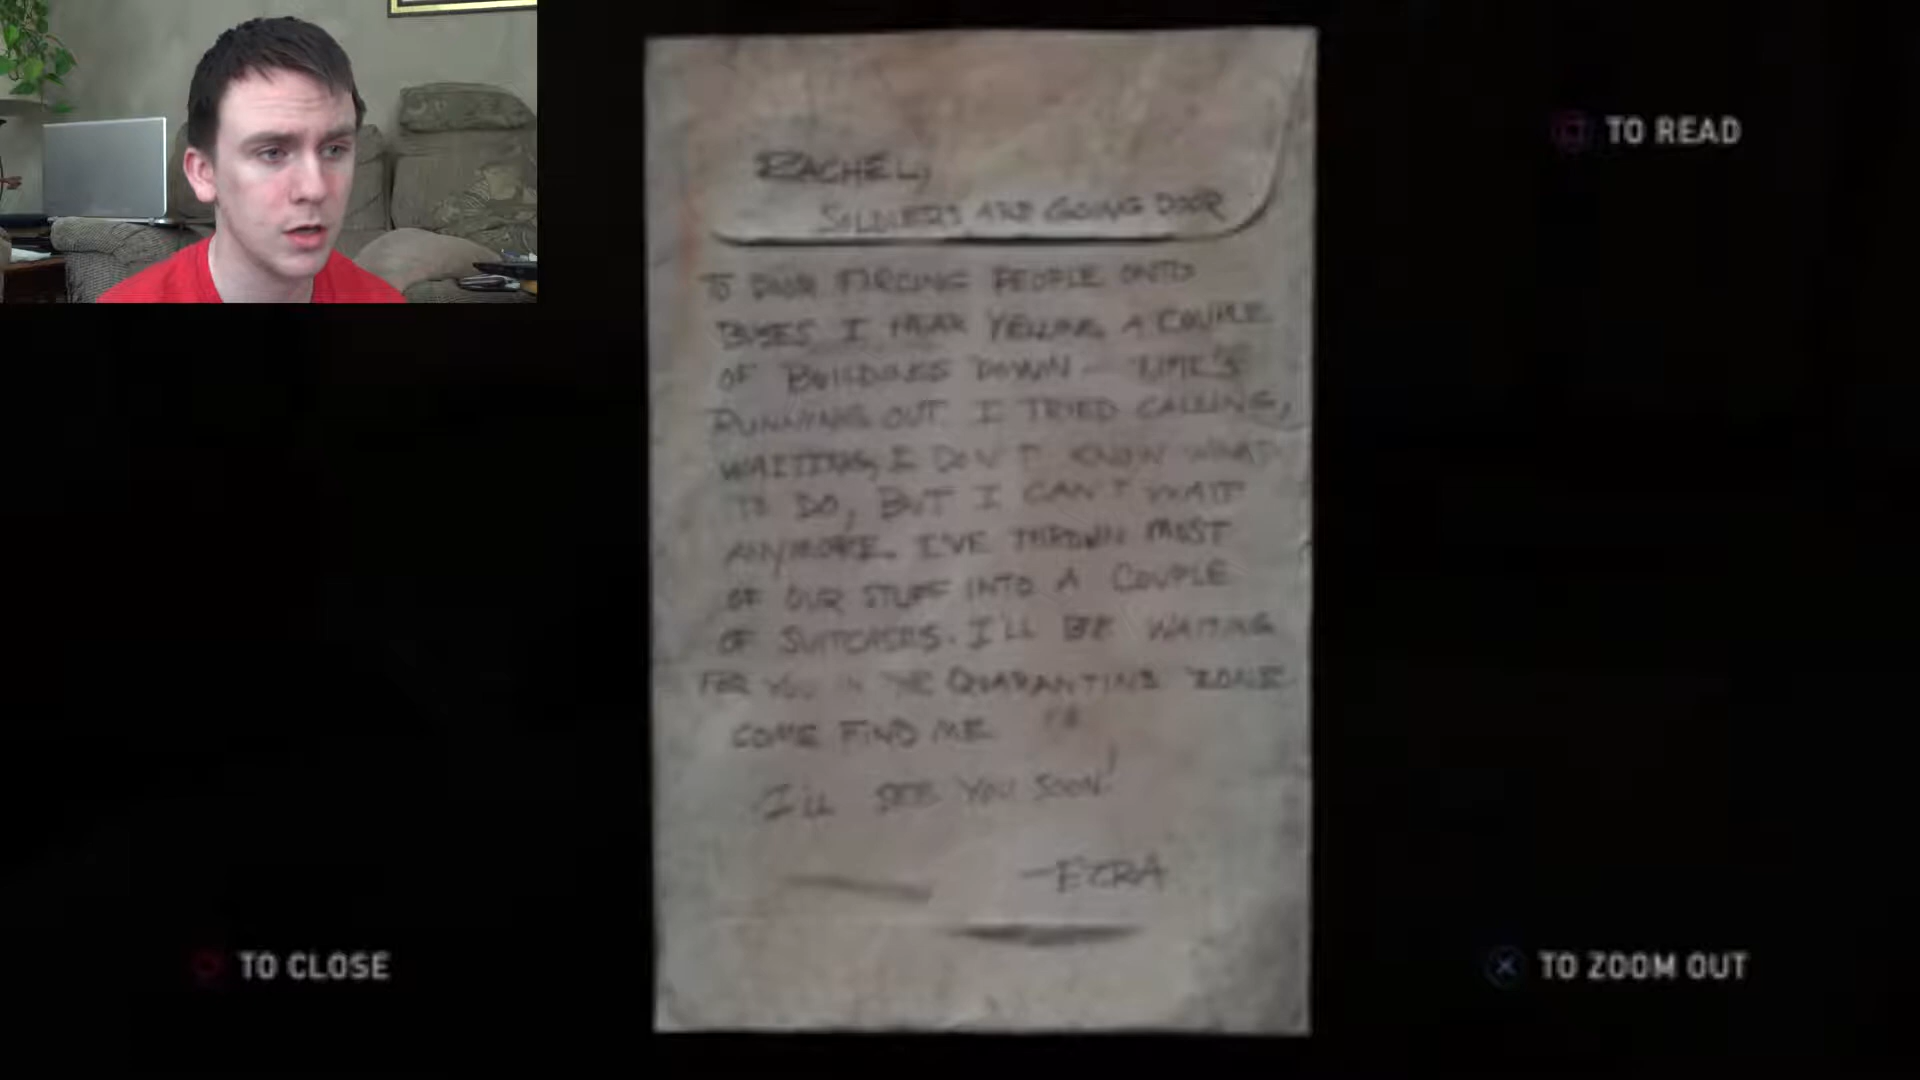 RACHEL,
SOLDIERS ARE GOING DOOR
TO DOOR FORCING PEOPLE ONTO
BUSES. I HEAR YELLING A COUPLE
OF BUILDINGS DOWN - TIME'S
RUNNING OUT. I TRIED CALLING,
WAITING, I DON'T KNOW WHAT
TO DO, BUT I CAN'T WAIT
ANYMORE. I'VE THROWN MOST
OF OUR STUFF INTO A COUPLE
OF SUITCASES. I'LL BE WAITING
FOR YOU IN THE QUARANTINE ZONE
COME FIND ME
I'LL SEE YOU SOON!
-EZRA
TO READ
TO CLOSE
TO ZOOM OUT